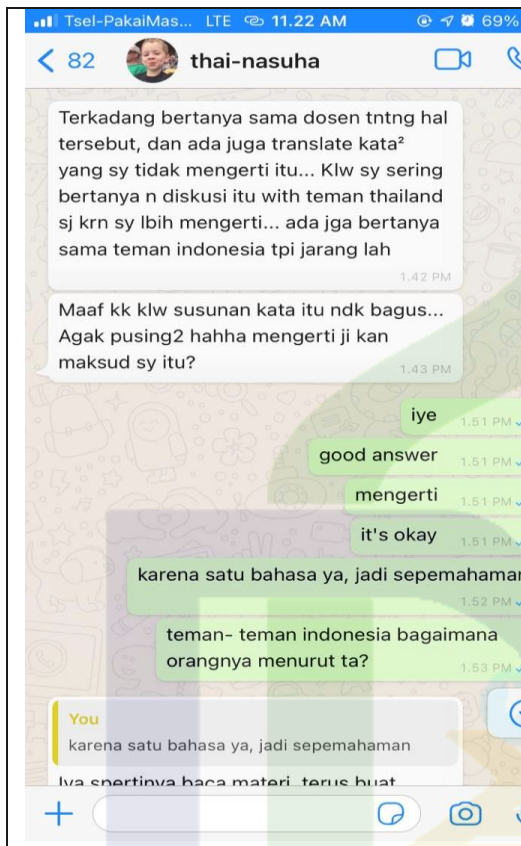 Tsel-PakaiMas... LTE 11.22 AM 69%
82 thai-nasuha
Terkadang bertanya sama dosen tntng hal
tersebut, dan ada juga translate kata²
yang sy tidak mengerti itu... Klw sy sering
bertanya n diskusi itu with teman thailand
sj krn sy lbih mengerti... ada jga bertanya
sama teman indonesia tpi jarang lah
1.42 PM
Maaf kk klw susunan kata itu ndk bagus...
Agak pusing2 hahha mengerti ji kan
maksud sy itu?
1.43 PM
iye 1.51 PM
good answer 1.51 PM
mengerti 1.51 PM
it's okay 1.51 PM
karena satu bahasa ya, jadi sepemahaman
1.52 PM
teman- teman indonesia bagaimana
orangnya menurut ta?
1.53 PM
You
karena satu bahasa ya, jadi sepemahaman
Iya spertinya baca materi, terus buat